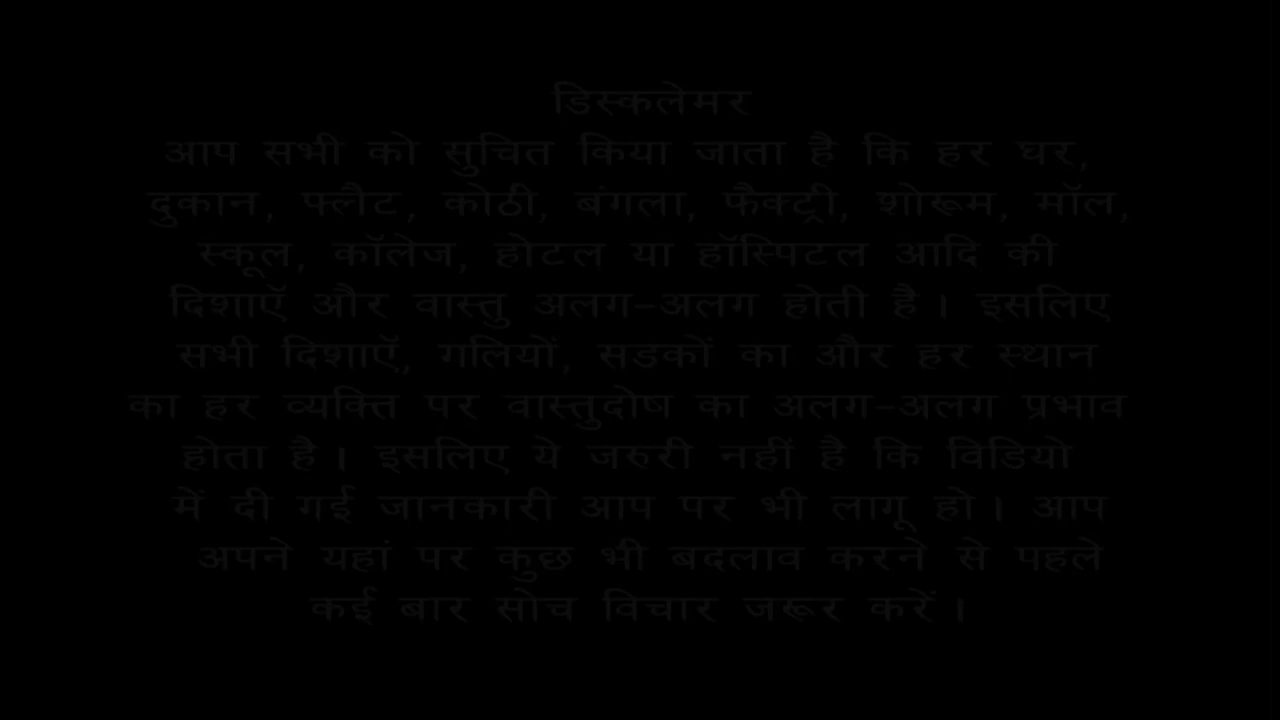 डिस्कलेमर
आप सभी को सुचित किया जाता है कि हर घर,
दुकान, फ्लैट, कोठी, बंगला, फैक्ट्री, शोरूम, मॉल,
स्कूल, कॉलेज, होटल या हॉस्पिटल आदि की
दिशाएॅ और वास्तु अलग-अलग होती है। इसलिए
सभी दिशाएॅ, गलियों, सडकों का और हर स्थान
का हर व्यक्ति पर वास्तुदोष का अलग-अलग प्रभाव
होता है। इसलिए ये जरुरी नहीं है कि विडियो
में दी गई जानकारी आप पर भी लागू हो। आप
अपने यहां पर कुछ भी बदलाव करने से पहले
कई बार सोच विचार जरूर करें।